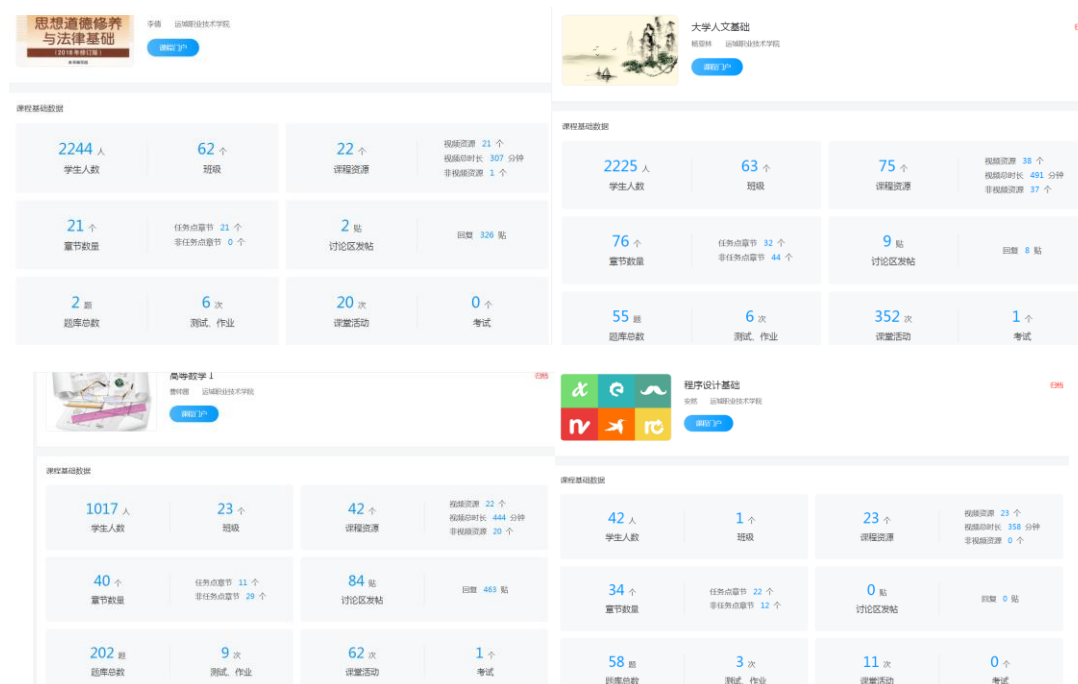 思想道德修养
与法律基础
(2018年修订版)
李倩 运城职业技术学院
课程门户
课程基础数据
2244 人
学生人数
62 个
班级
22 个
课程资源
视频资源 21 个
视频总时长 307 分钟
非视频资源 1 个
21 个
章节数量
任务点章节 21 个
非任务点章节 0 个
2 贴
讨论区发帖
回复 326 贴
2 题
题库总数
6 次
测试、作业
20 次
课堂活动
0 个
考试
大学人文基础
运城职业技术学院
课程门户
课程基础数据
2225 人
学生人数
63 个
班级
75 个
课程资源
视频资源 38 个
视频总时长 491 分钟
非视频资源 37 个
76 个
章节数量
任务点章节 32 个
非任务点章节 44 个
9 贴
讨论区发帖
回复 8 贴
55 题
题库总数
6 次
测试、作业
352 次
课堂活动
1 个
考试
高等数学 I
归档
运城职业技术学院
课程门户
课程基础数据
1017 人
学生人数
23 个
班级
42 个
课程资源
视频资源 22 个
视频总时长 444 分钟
非视频资源 20 个
40 个
章节数量
任务点章节 11 个
非任务点章节 29 个
84 贴
讨论区发帖
回复 463 贴
202 题
题库总数
9 次
测试、作业
62 次
课堂活动
1 个
考试
程序设计基础
归档
安然 运城职业技术学院
课程门户
课程基础数据
42 人
学生人数
1 个
班级
23 个
课程资源
视频资源 23 个
视频总时长 358 分钟
非视频资源 0 个
34 个
章节数量
任务点章节 22 个
非任务点章节 12 个
0 贴
讨论区发帖
回复 0 贴
58 题
题库总数
3 次
测试、作业
11 次
课堂活动
0 个
考试